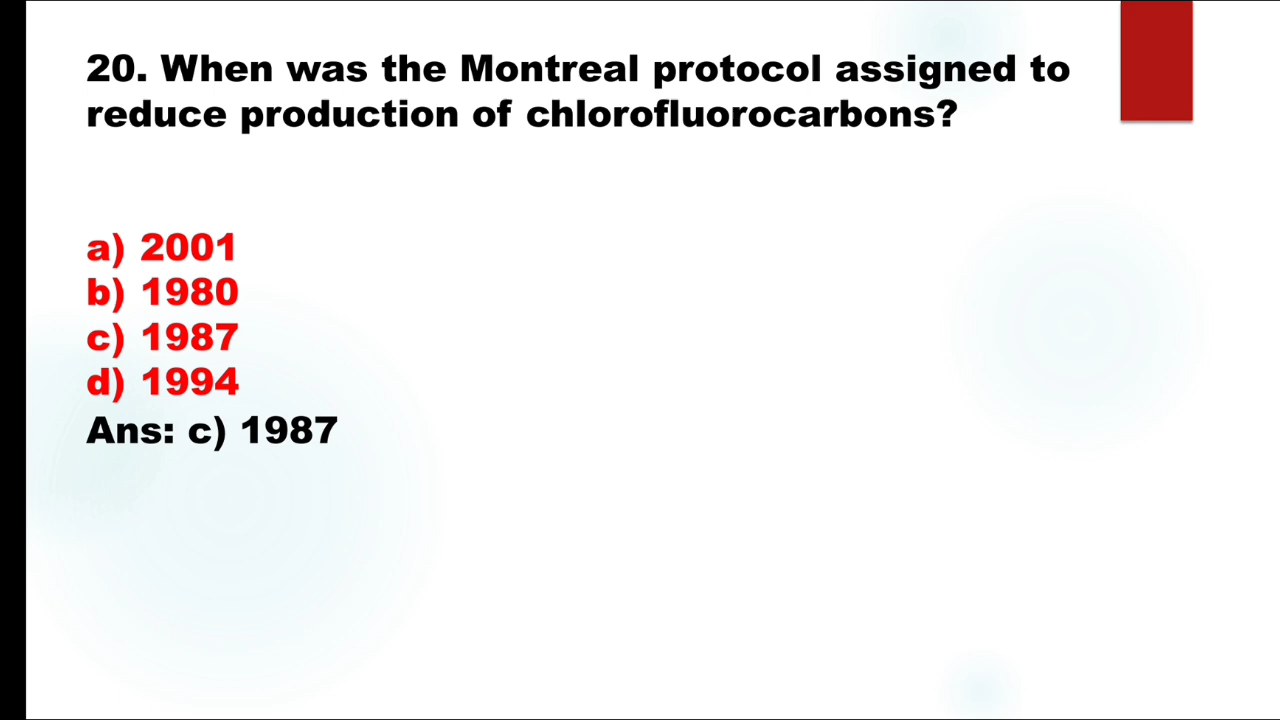 20. When was the Montreal protocol assigned to
reduce production of chlorofluorocarbons?
a) 2001
b) 1980
c) 1987
d) 1994
Ans: c) 1987